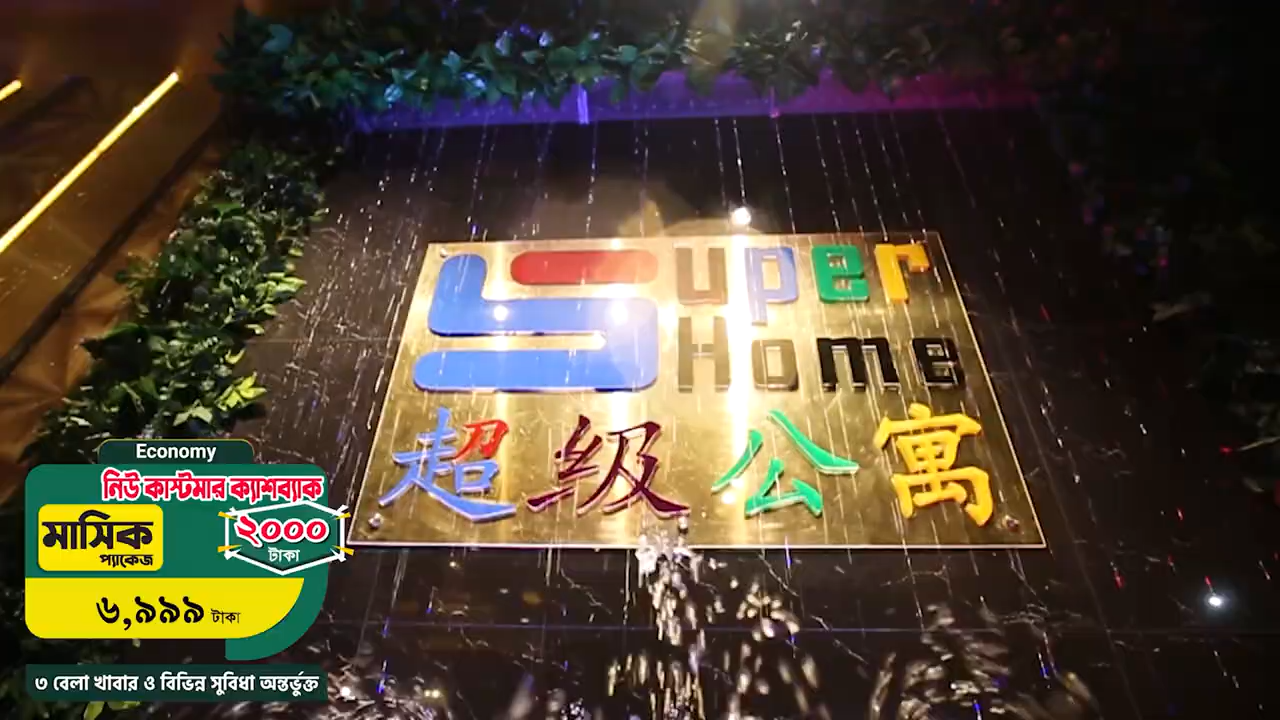 Super
Home
超级公寓
Economy
নিউ কাস্টমার ক্যাশব্যাক
মাসিক
প্যাকেজ
২০০০
টাকা
৬,৯৯৯ টাকা
৩ বেলা খাবার ও বিভিন্ন সুবিধা অন্তর্ভুক্ত